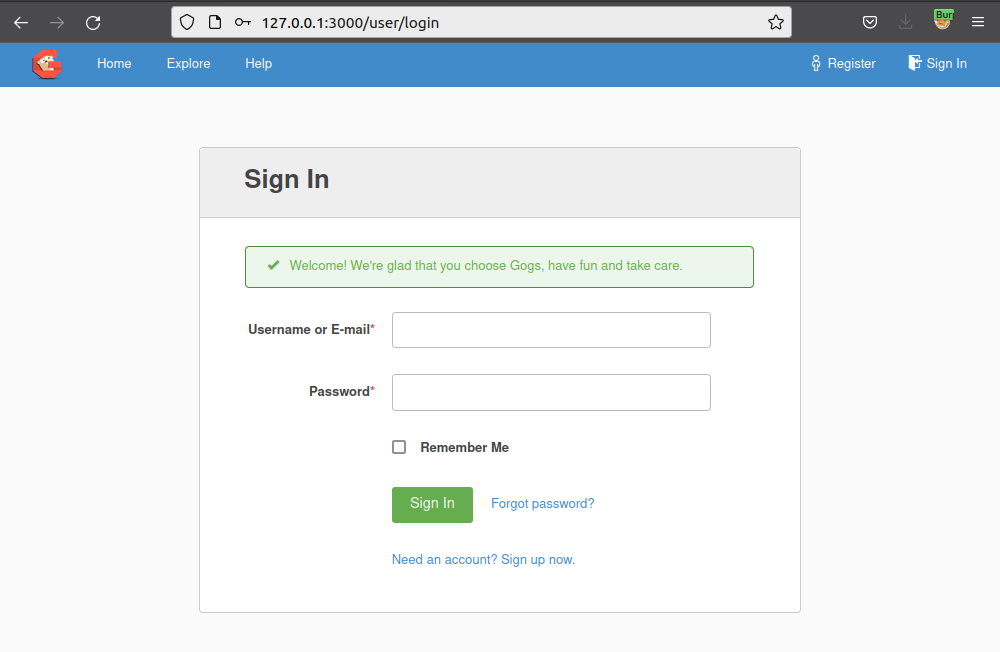 127.0.0.1:3000/user/login
Bur
Home Explore Help Register Sign In
Sign In
Welcome! We're glad that you choose Gogs, have fun and take care.
Username or E-mail*
Password*
Remember Me
Sign In Forgot password?
Need an account? Sign up now.